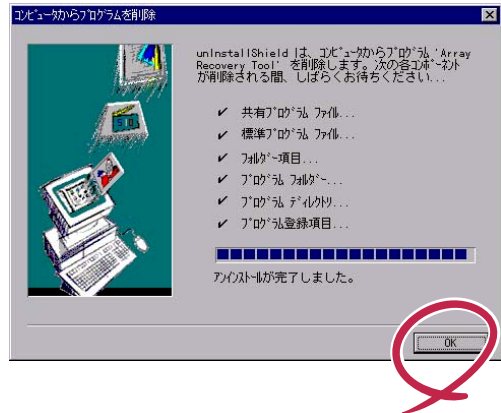 コンピュータからプログラムを削除
unInstallShield は、コンピュータからプログラム 'Array
Recovery Tool' を削除します。次の各コンポーネント
が削除される間、しばらくお待ちください...
✔ 共有プログラム ファイル...
✔ 標準プログラム ファイル...
✔ フォルダー項目...
✔ プログラム フォルダー...
✔ プログラム ディレクトリ...
✔ プログラム登録項目...
アンインストールが完了しました。
OK